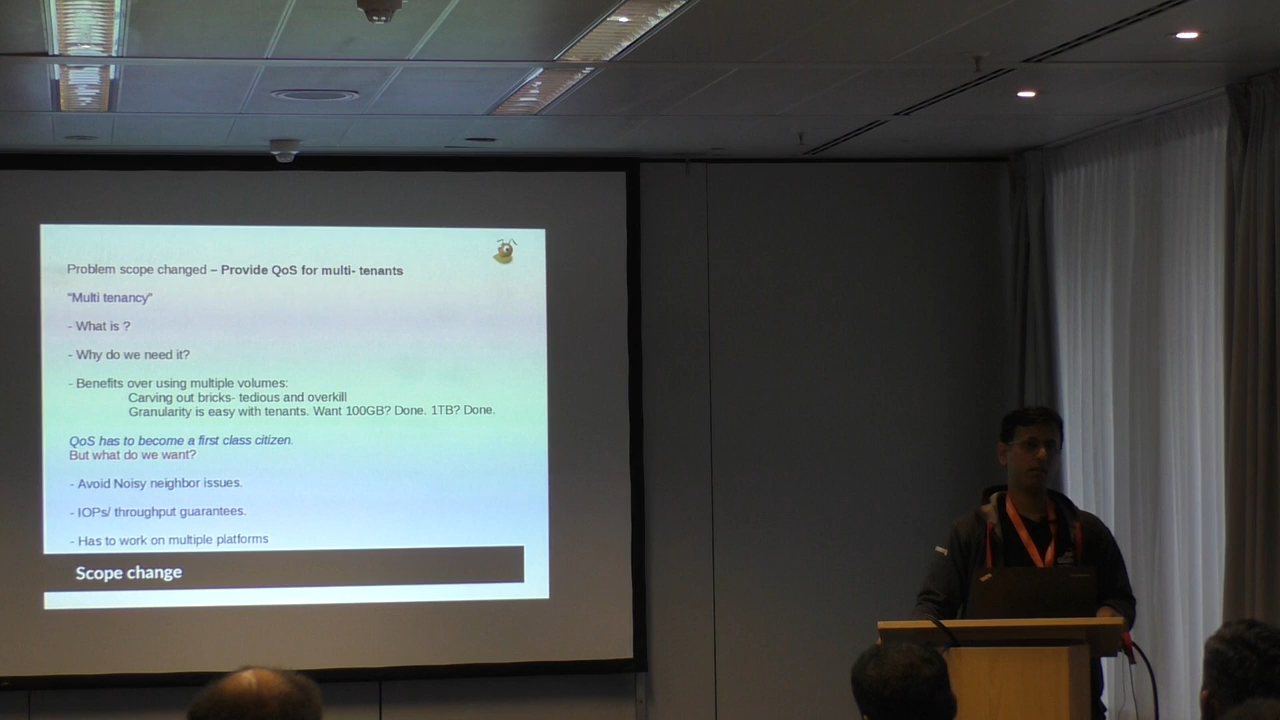 Problem scope changed – Provide QoS for multi- tenants
"Multi tenancy"
- What is ?
- Why do we need it?
- Benefits over using multiple volumes:
Carving out bricks- tedious and overkill
Granularity is easy with tenants. Want 100GB? Done. 1TB? Done.
QoS has to become a first class citizen.
But what do we want?
- Avoid Noisy neighbor issues.
- IOPs/ throughput guarantees.
- Has to work on multiple platforms
Scope change